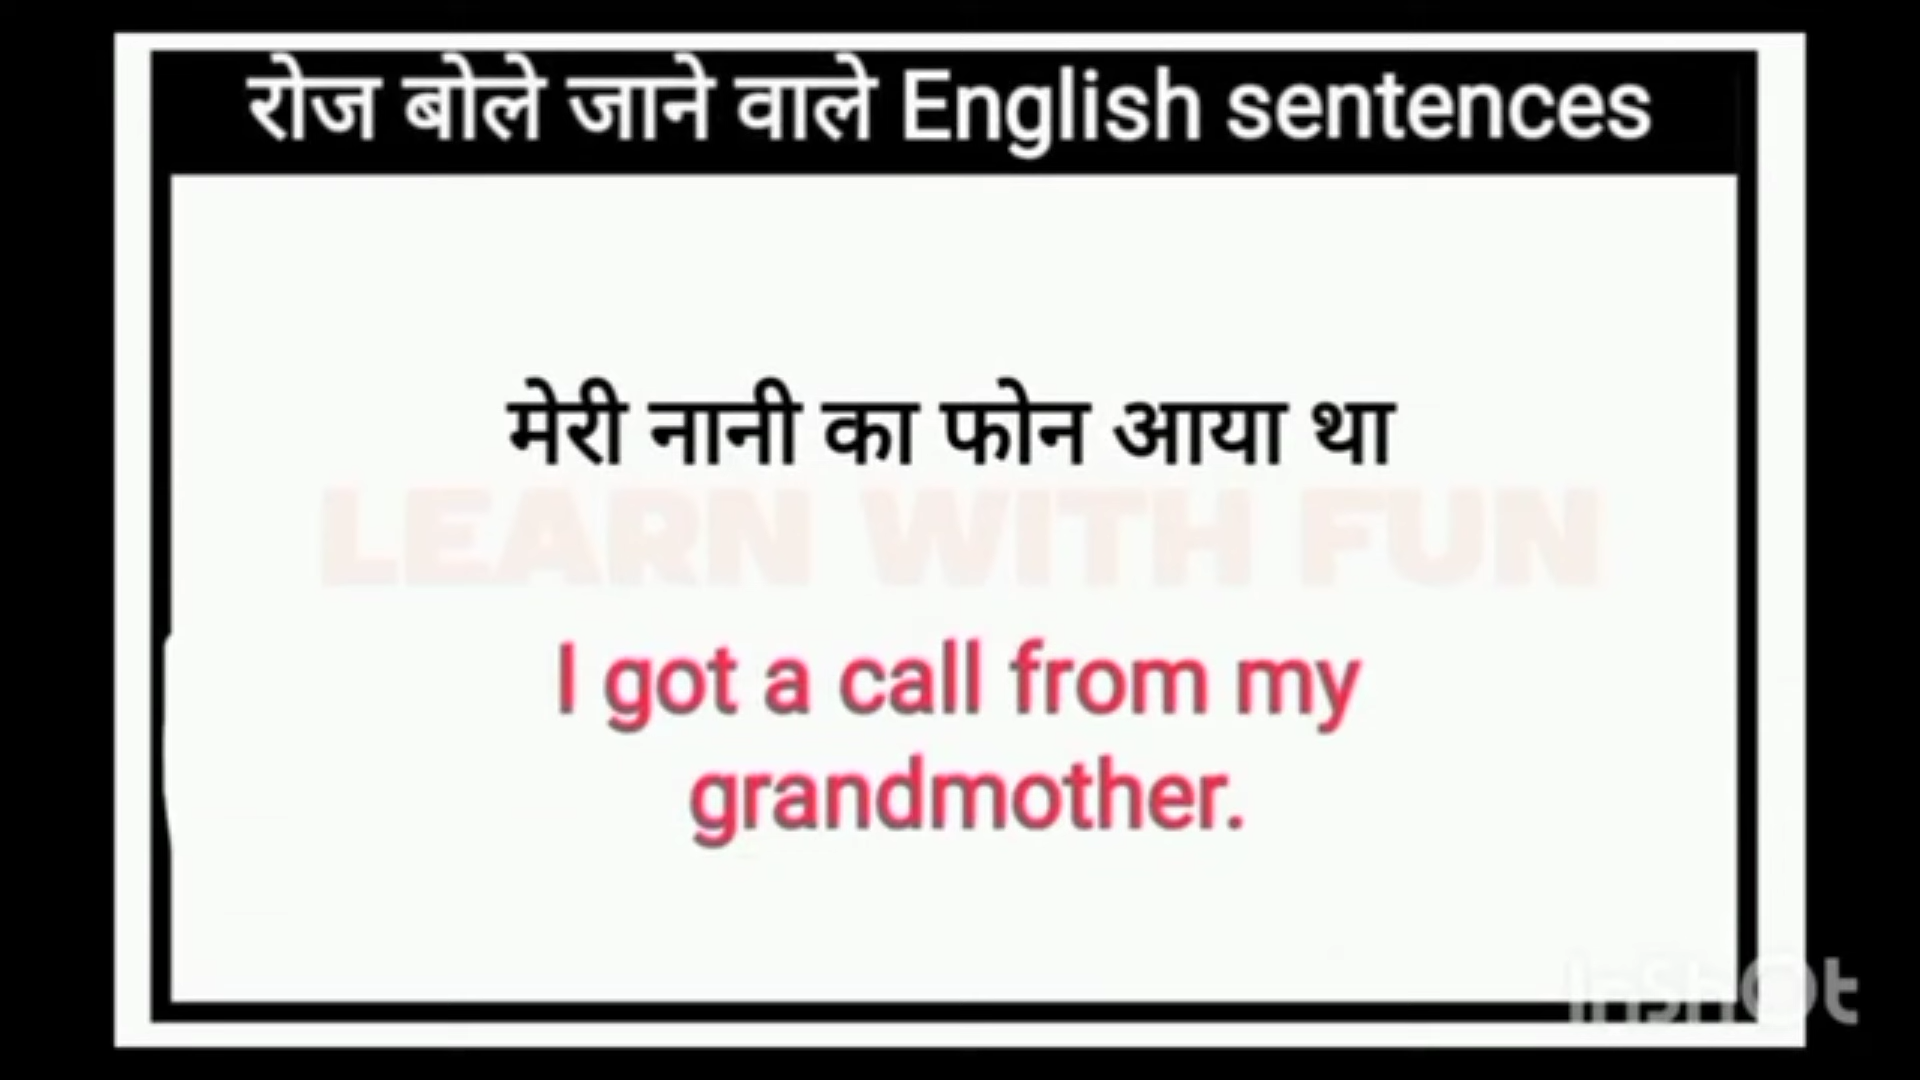 रोज बोले जाने वाले English sentences
मेरी नानी का फोन आया था
LEARN WITH FUN
I got a call from my
grandmother.
InShOt